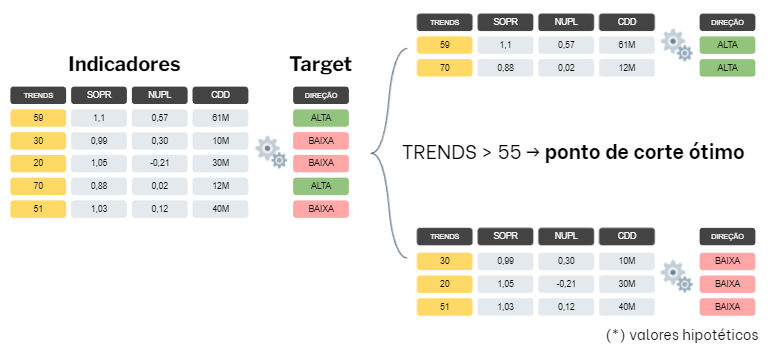 Indicadores Target
TRENDS SOPR NUPL CDD DIREÇÃO
59 1,1 0,57 61M ALTA
30 0,99 0,30 10M BAIXA
20 1,05 -0,21 30M BAIXA
70 0,88 0,02 12M ALTA
51 1,03 0,12 40M BAIXA
TRENDS SOPR NUPL CDD DIREÇÃO
59 1,1 0,57 61M ALTA
70 0,88 0,02 12M ALTA
TRENDS > 55 → ponto de corte ótimo
TRENDS SOPR NUPL CDD DIREÇÃO
30 0,99 0,30 10M BAIXA
20 1,05 -0,21 30M BAIXA
51 1,03 0,12 40M BAIXA
(*) valores hipotéticos